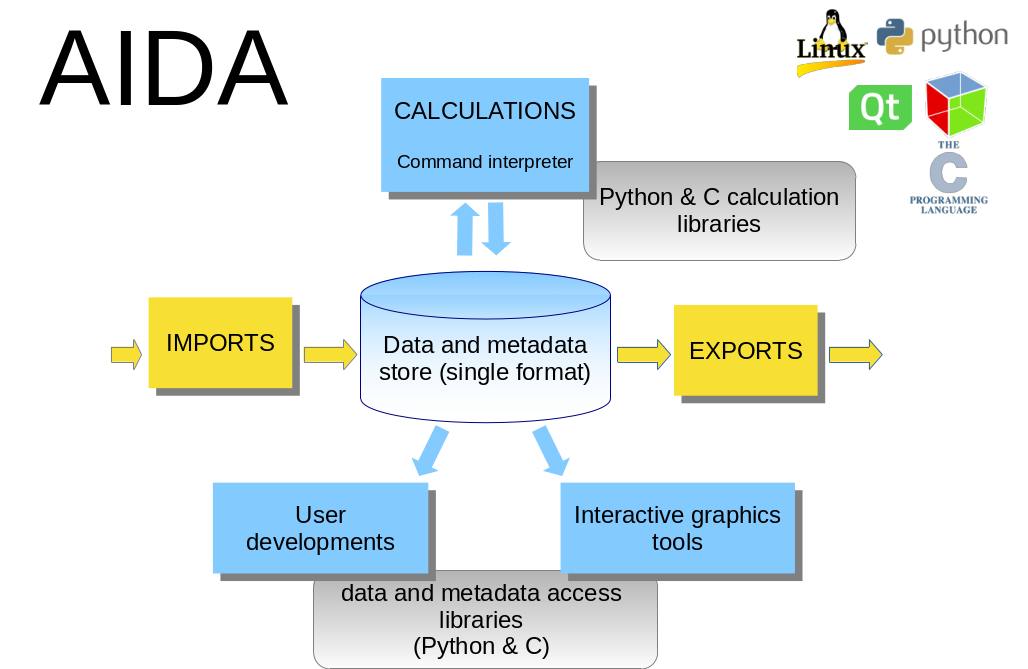 AIDA
Linux
python
Qt
THE
C
PROGRAMMING
LANGUAGE
CALCULATIONS
Command interpreter
Python & C calculation
libraries
IMPORTS
Data and metadata
store (single format)
EXPORTS
User
developments
Interactive graphics
tools
data and metadata access
libraries
(Python & C)